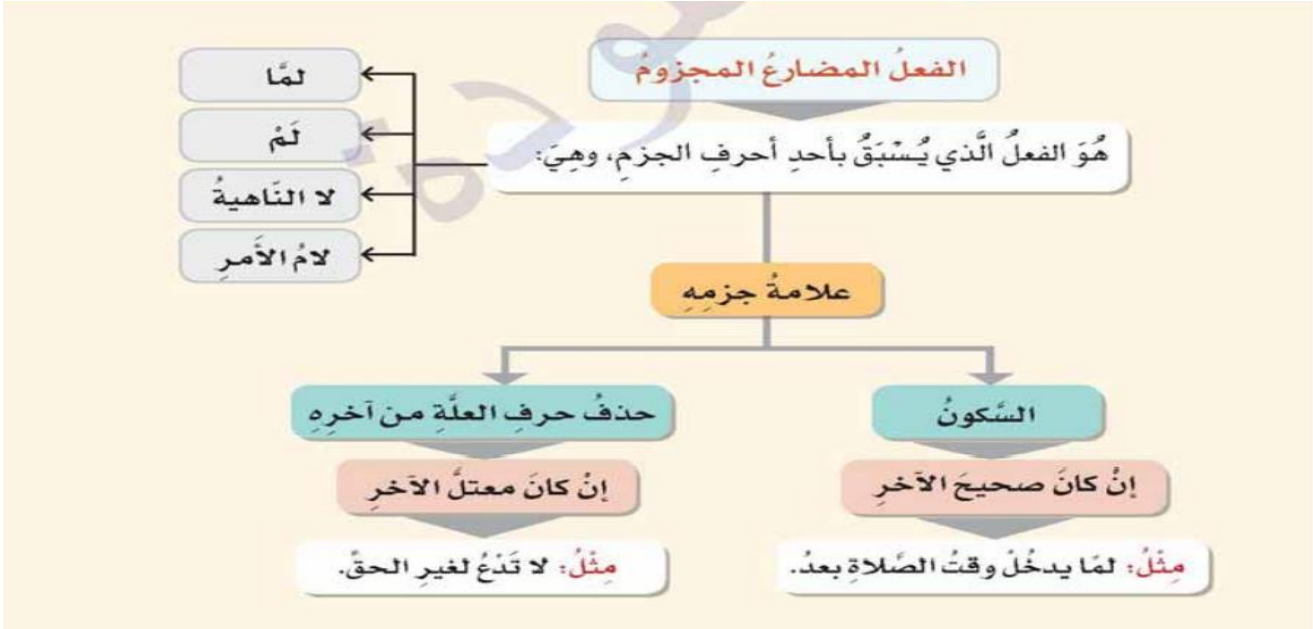 الفعلُ المضارعُ المجزومُ
هُوَ الفعلُ الَّذي يُسْبَقُ بأحدِ أحرفِ الجزمِ، وهِيَ:
لمَّا
لَمْ
لا النَّاهيةُ
لامُ الأَمرِ
علامةُ جزمِهِ
السَّكونُ
إنْ كانَ صحيحَ الآخرِ
مِثْلُ: لمَّا يدخُلْ وقتُ الصَّلاةِ بعدُ.
حذفُ حرفِ العلَّةِ من آخرِهِ
إنْ كانَ معتلَّ الآخرِ
مِثْلُ: لا تَدْعُ لغيرِ الحقِّ.